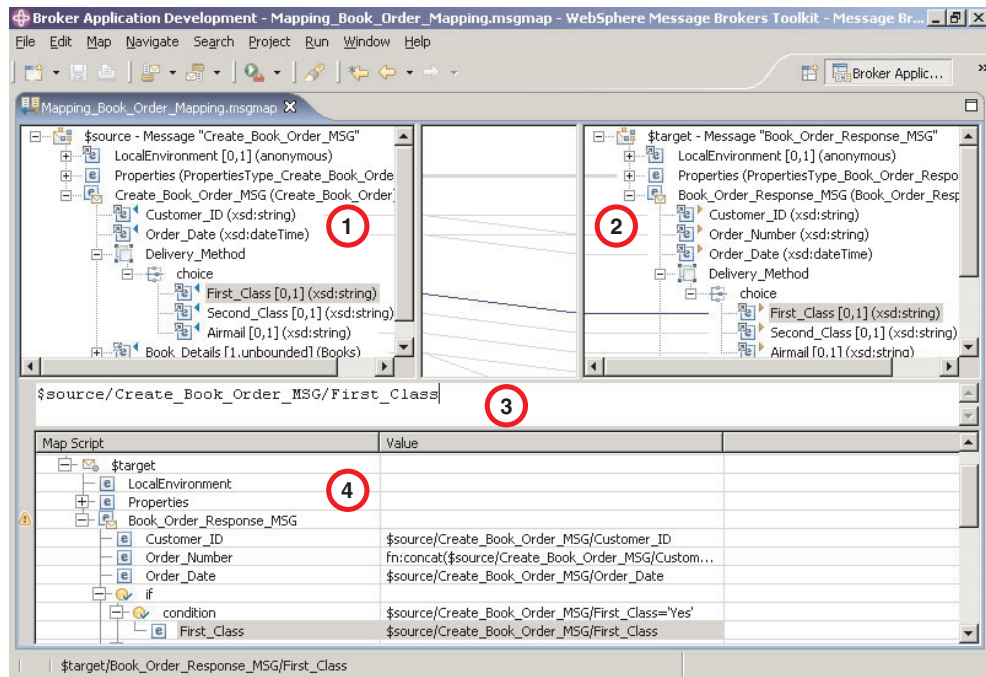 Broker Application Development - Mapping_Book_Order_Mapping.msgmap - WebSphere Message Brokers Toolkit - Message Br...
File Edit Map Navigate Search Project Run Window Help
Broker Applic...
Mapping_Book_Order_Mapping.msgmap
$source - Message "Create_Book_Order_MSG"
LocalEnvironment [0,1] (anonymous)
Properties (PropertiesType_Create_Book_Orde
Create_Book_Order_MSG (Create_Book_Order
Customer_ID (xsd:string)
Order_Date (xsd:dateTime)
Delivery_Method
choice
First_Class [0,1] (xsd:string)
Second_Class [0,1] (xsd:string)
Airmail [0,1] (xsd:string)
Book_Details [1,unbounded] (Books)
1
$target - Message "Book_Order_Response_MSG"
LocalEnvironment [0,1] (anonymous)
Properties (PropertiesType_Book_Order_Respo
Book_Order_Response_MSG (Book_Order_Resp
Customer_ID (xsd:string)
Order_Number (xsd:string)
Order_Date (xsd:dateTime)
Delivery_Method
choice
First_Class [0,1] (xsd:string)
Second_Class [0,1] (xsd:string)
Airmail [0,1] (xsd:string)
2
$source/Create_Book_Order_MSG/First_Class
3
Map Script Value
$target
LocalEnvironment
4
Properties
Book_Order_Response_MSG
Customer_ID $source/Create_Book_Order_MSG/Customer_ID
Order_Number fn:concat($source/Create_Book_Order_MSG/Custom...
Order_Date $source/Create_Book_Order_MSG/Order_Date
if
condition $source/Create_Book_Order_MSG/First_Class='Yes'
First_Class $source/Create_Book_Order_MSG/First_Class
$target/Book_Order_Response_MSG/First_Class